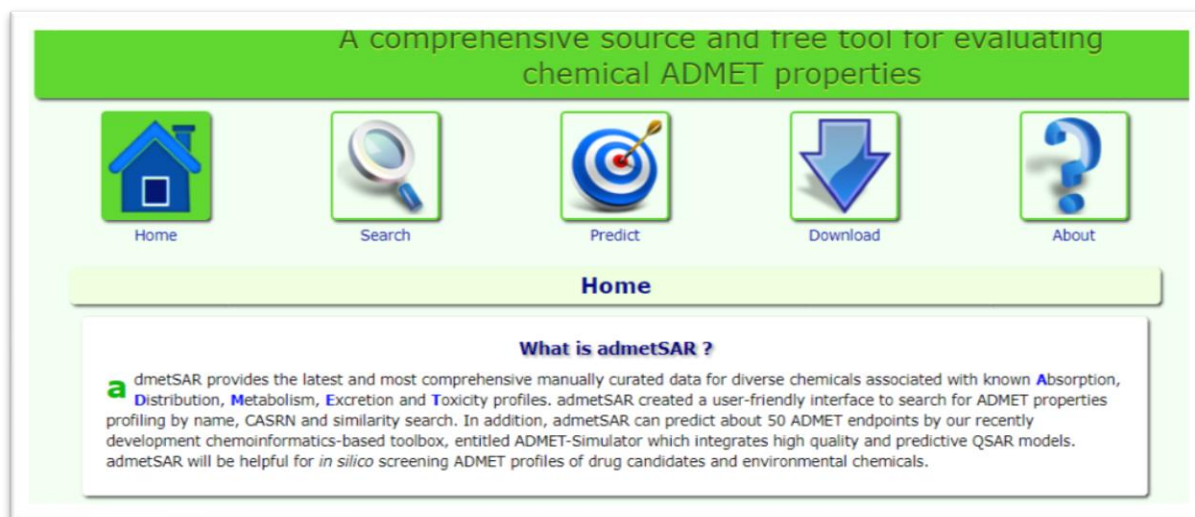 A comprehensive source and free tool for evaluating
chemical ADMET properties
Home
Search
Predict
Download
About
Home
What is admetSAR ?
admetSAR provides the latest and most comprehensive manually curated data for diverse chemicals associated with known Absorption,
Distribution, Metabolism, Excretion and Toxicity profiles. admetSAR created a user-friendly interface to search for ADMET properties
profiling by name, CASRN and similarity search. In addition, admetSAR can predict about 50 ADMET endpoints by our recently
development chemoinformatics-based toolbox, entitled ADMET-Simulator which integrates high quality and predictive QSAR models.
admetSAR will be helpful for in silico screening ADMET profiles of drug candidates and environmental chemicals.